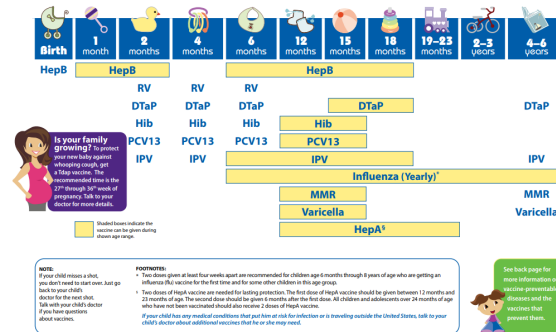 Birth
1
month
2
months
4
months
6
months
12
months
15
months
18
months
19–23
months
2–3
years
4–6
years
HepB HepB HepB
RV RV RV
DTaP DTaP DTaP DTaP DTaP
Hib Hib Hib Hib
PCV13 PCV13 PCV13 PCV13
IPV IPV IPV IPV
Influenza (Yearly)*
MMR MMR
Varicella Varicella
HepA§
Is your family
growing? To protect
your new baby against
whooping cough, get
a Tdap vaccine. The
recommended time is the
27th through 36th week of
pregnancy. Talk to your
doctor for more details.
Shaded boxes indicate the
vaccine can be given during
shown age range.
NOTE:
If your child misses a shot,
you don't need to start over. Just go
back to your child's
doctor for the next shot.
Talk with your child's doctor
if you have questions
about vaccines.
FOOTNOTES:
* Two doses given at least four weeks apart are recommended for children age 6 months through 8 years of age who are getting an
influenza (flu) vaccine for the first time and for some other children in this age group.
§ Two doses of HepA vaccine are needed for lasting protection. The first dose of HepA vaccine should be given between 12 months and
23 months of age. The second dose should be given 6 months after the first dose. All children and adolescents over 24 months of age
who have not been vaccinated should also receive 2 doses of HepA vaccine.
If your child has any medical conditions that put him at risk for infection or is traveling outside the United States, talk to your
child's doctor about additional vaccines that he or she may need.
See back page for
more information on
vaccine-preventable
diseases and the
vaccines that
prevent them.